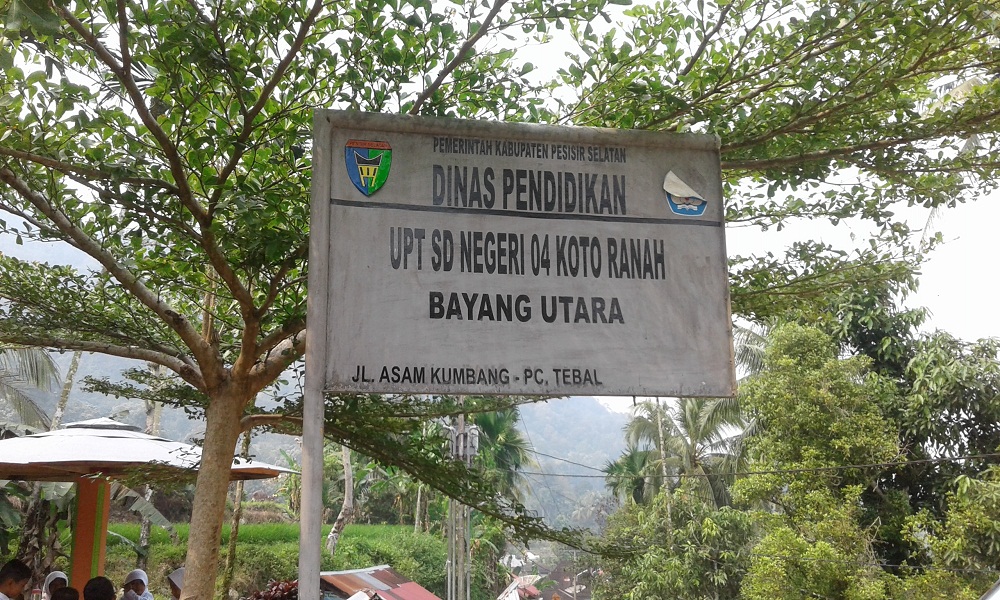 PEMERINTAH KABUPATEN PESISIR SELATAN
DINAS PENDIDIKAN
UPT SD NEGERI 04 KOTO RANAH
BAYANG UTARA
JL. ASAM KUMBANG - PC, TEBAL